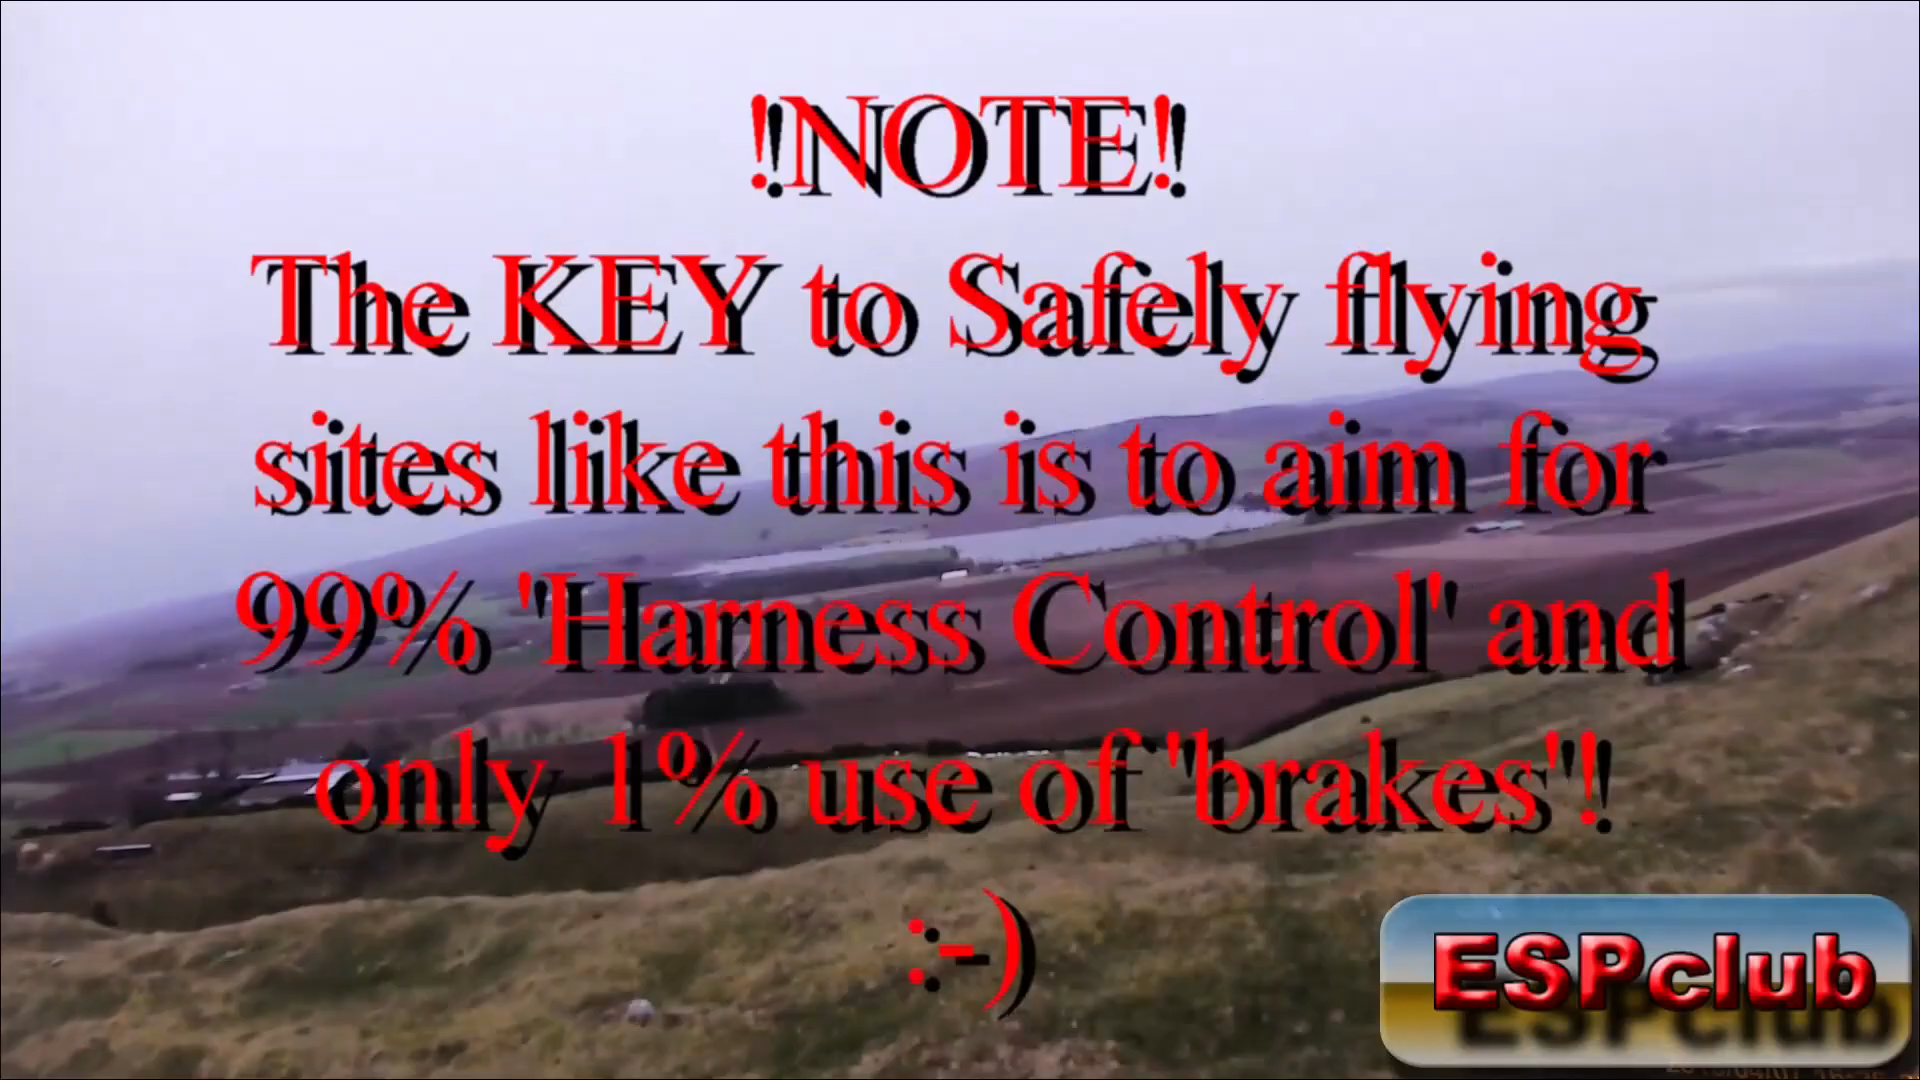 !NOTE!
The KEY to Safely flying
sites like this is to aim for
99% 'Harness Control' and
only 1% use of 'brakes'!
:-)
ESPclub